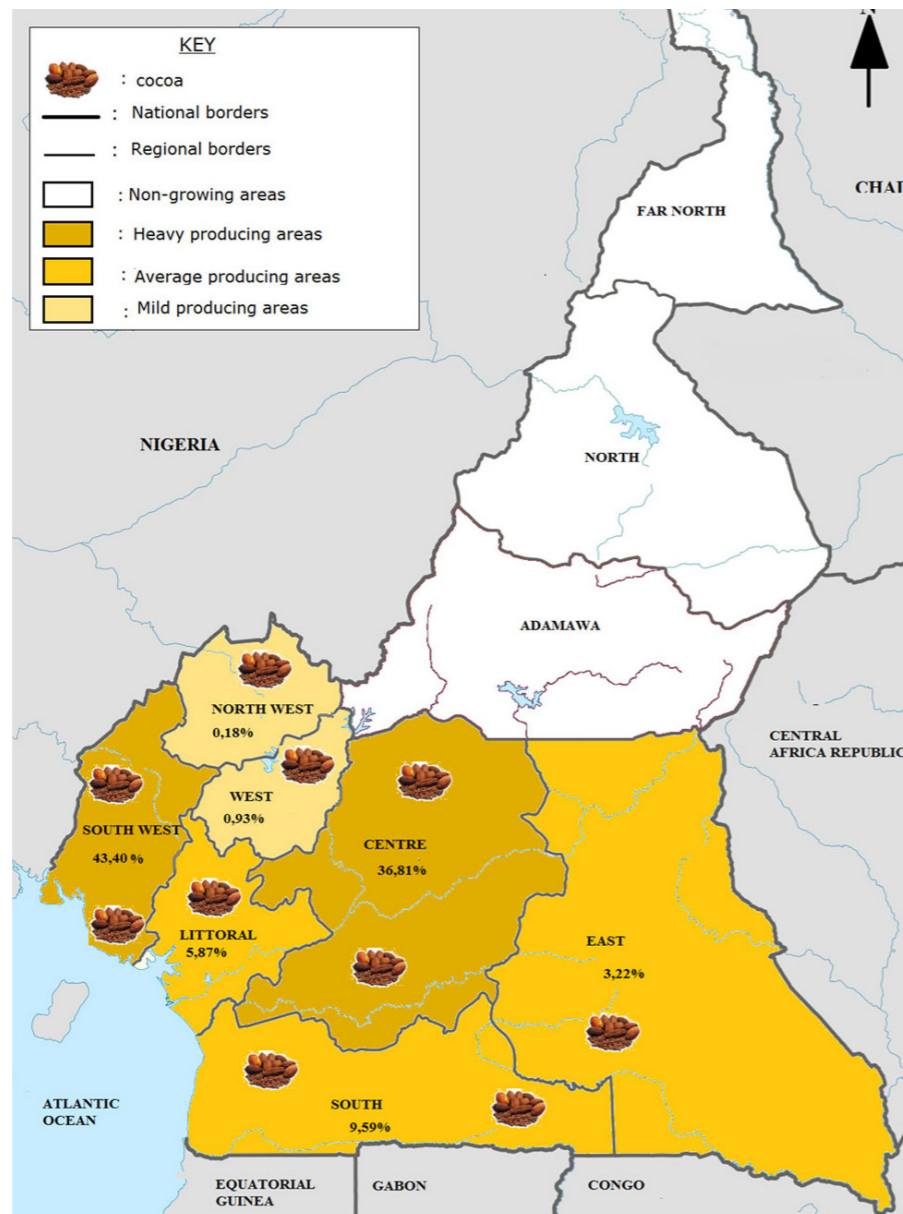 KEY
: cocoa
: National borders
: Regional borders
: Non-growing areas
: Heavy producing areas
: Average producing areas
: Mild producing areas
N
CHAD
FAR NORTH
NIGERIA
NORTH
ADAMAWA
NORTH WEST
0,18%
CENTRAL
AFRICA REPUBLIC
WEST
0,93%
SOUTH WEST
43,40 %
CENTRE
36,81%
LITTORAL
5,87%
EAST
3,22%
ATLANTIC
OCEAN
SOUTH
9,59%
EQUATORIAL
GUINEA
GABON
CONGO